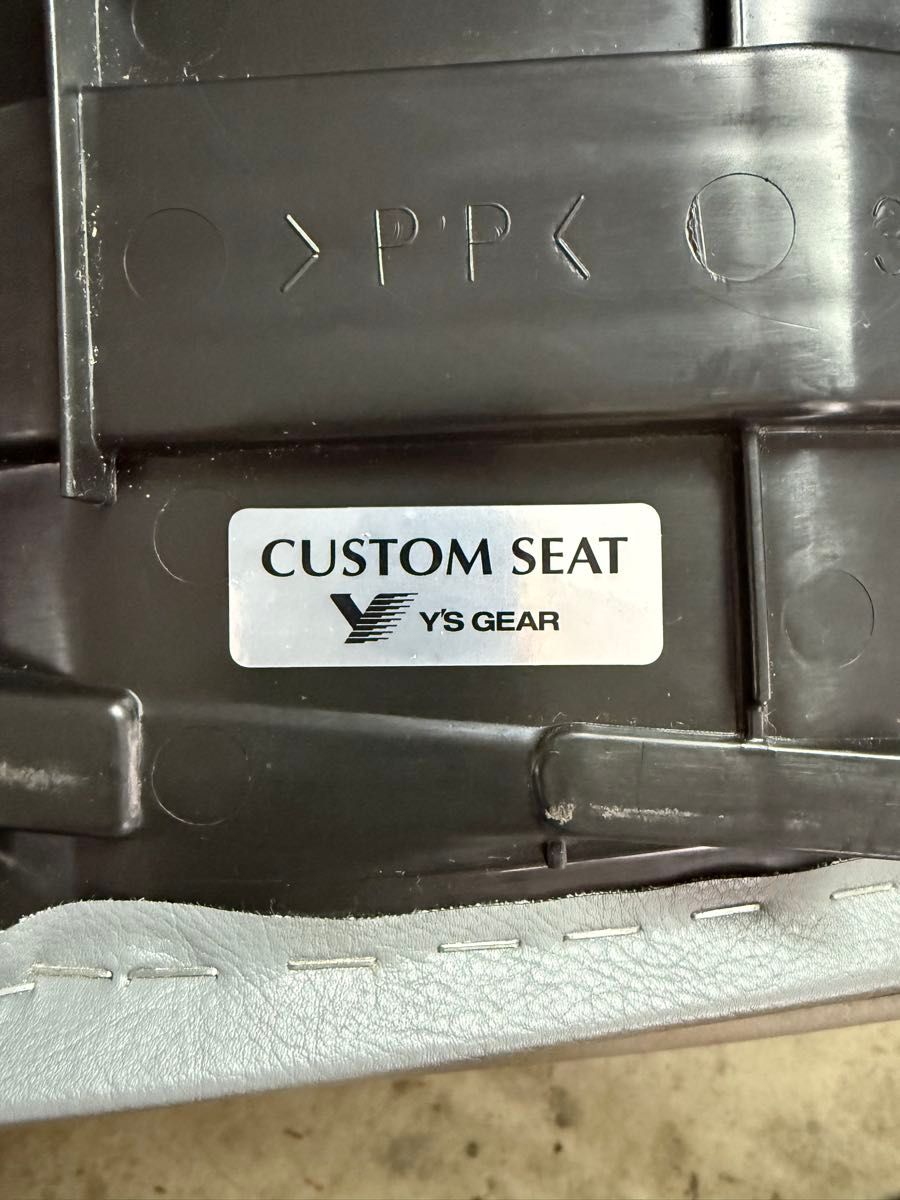 >PP<
CUSTOM SEAT
Y'S GEAR